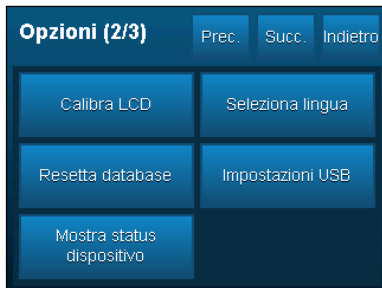 Opzioni (2/3)
Prec.
Succ.
Indietro
Calibra LCD
Seleziona lingua
Resetta database
Impostazioni USB
Mostra status
dispositivo